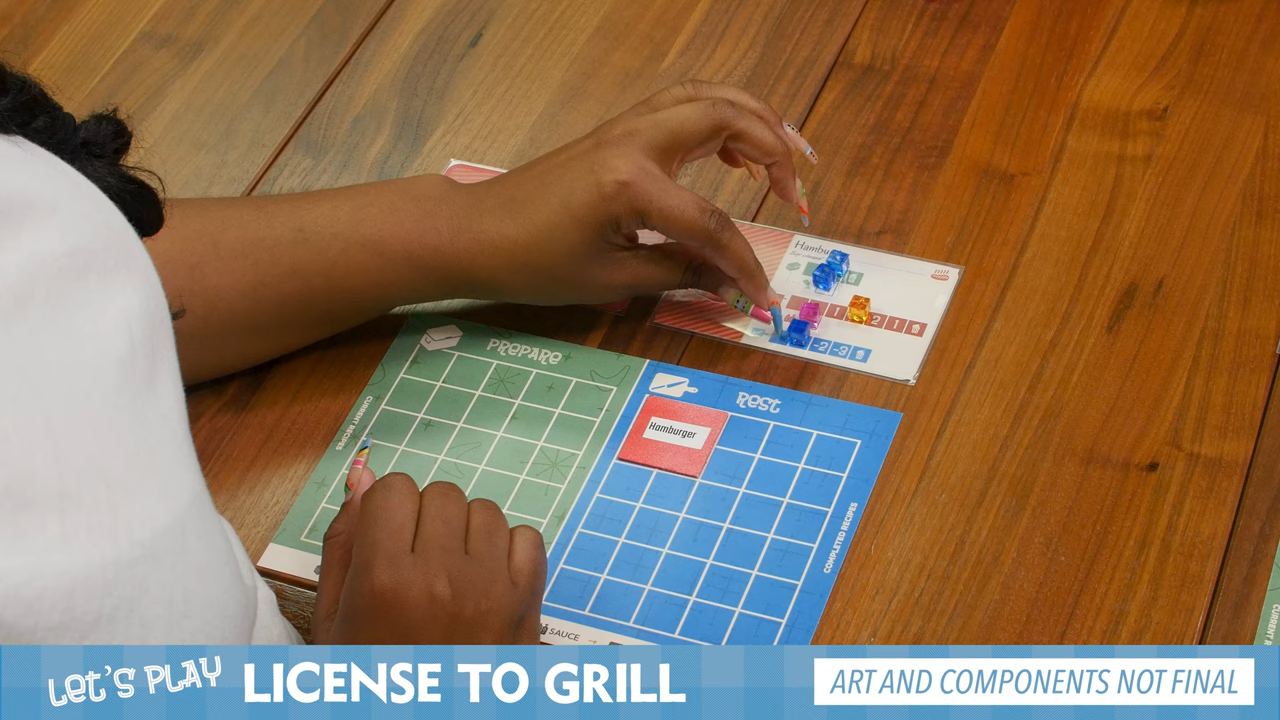 Hambu
2 1
-2 -3
PREPARE
REST
CURRENT RECIPES
Hamburger
COMPLETED RECIPES
SAUCE
CURRENT R
LET'S PLAY LICENSE TO GRILL
ART AND COMPONENTS NOT FINAL